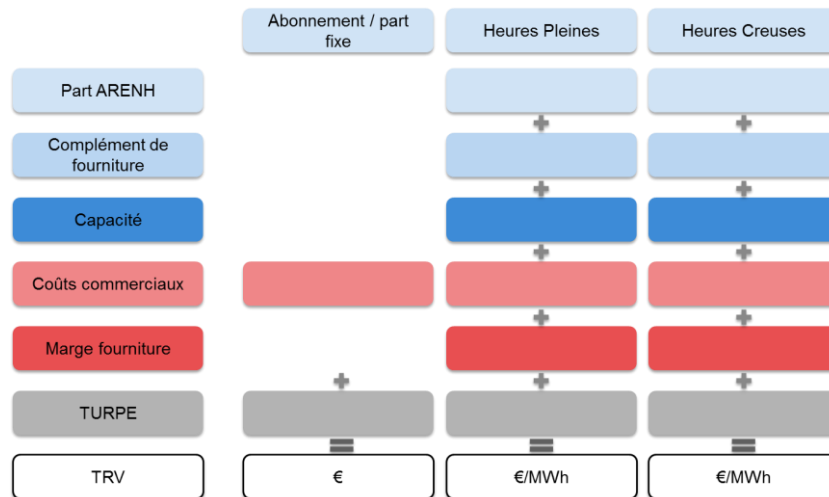 Abonnement / part
fixe
Heures Pleines
Heures Creuses
Part ARENH
Complément de
fourniture
Capacité
Coûts commerciaux
Marge fourniture
TURPE
TRV
€
€/MWh
€/MWh